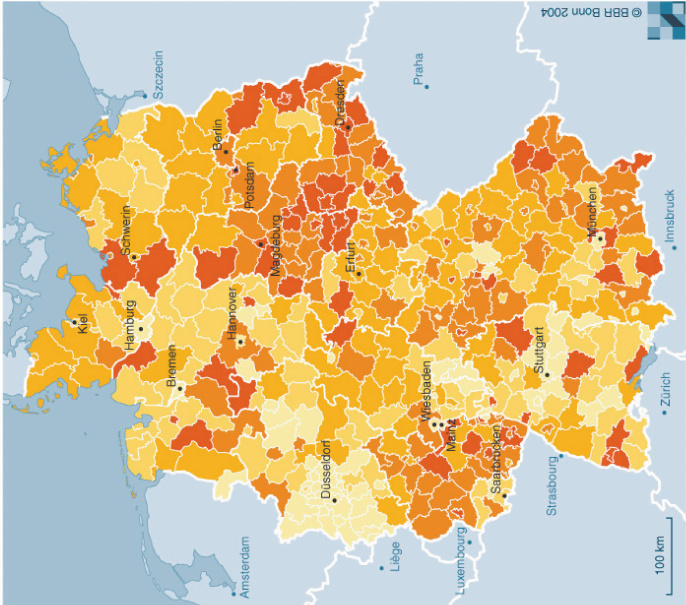 © BBR Bonn 2004
Szczecin
Praha
Berlin
Dresden
Potsdam
Schwerin
Magdeburg
München
Innsbruck
Erfurt
Kiel
Hamburg
Hannover
Bremen
Wiesbaden
Stuttgart
Mainz
Zürich
Düsseldorf
Saarbrücken
Strasbourg
Amsterdam
Liège
Luxembourg
100 km